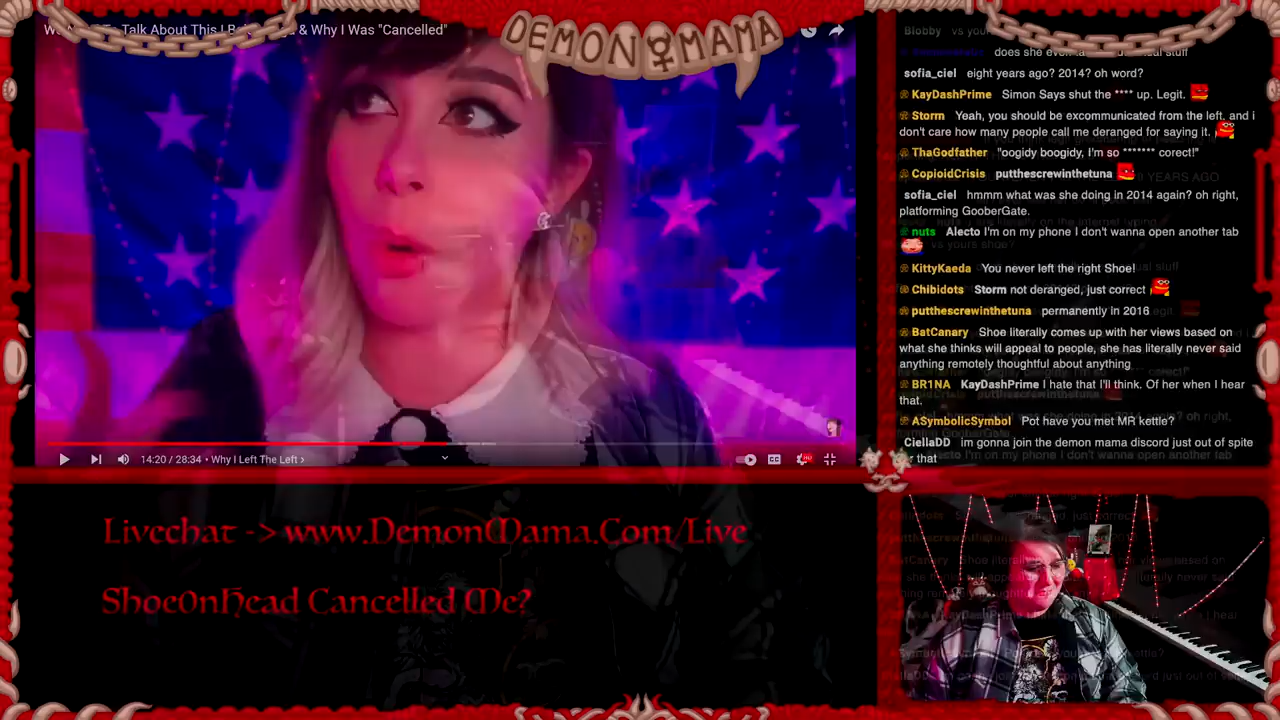 Talk About This | & Why I Was "Cancelled"
DEMON MAMA
14:20 / 28:34 • Why I Left The Left ›
CC
Livechat -> www.DemonMama.Com/Live
Shoe0nHead Cancelled Me?
Blobby vs your
does she even
sofia_ciel eight years ago? 2014? oh word?
KayDashPrime Simon Says shut the **** up. Legit.
Storm Yeah, you should be excommunicated from the left, and i
don't care how many people call me deranged for saying it.
ThaGodfather "oogidy boogidy, I'm so ******* corect!"
CopioidCrisis putthescrewinthetuna
sofia_ciel hmmm what was she doing in 2014 again? oh right,
platforming GooberGate.
nuts Alecto I'm on my phone I don't wanna open another tab
KittyKaeda You never left the right Shoe!
Chibidots Storm not deranged, just correct
putthescrewinthetuna permanently in 2016
BatCanary Shoe literally comes up with her views based on
what she thinks will appeal to people, she has literally never said
anything remotely thoughtful about anything
BR1NA KayDashPrime I hate that I'll think. Of her when I hear
that.
ASymbolicSymbol Pot have you met MR kettle?
CiellaDD im gonna join the demon mama discord just out of spite
that